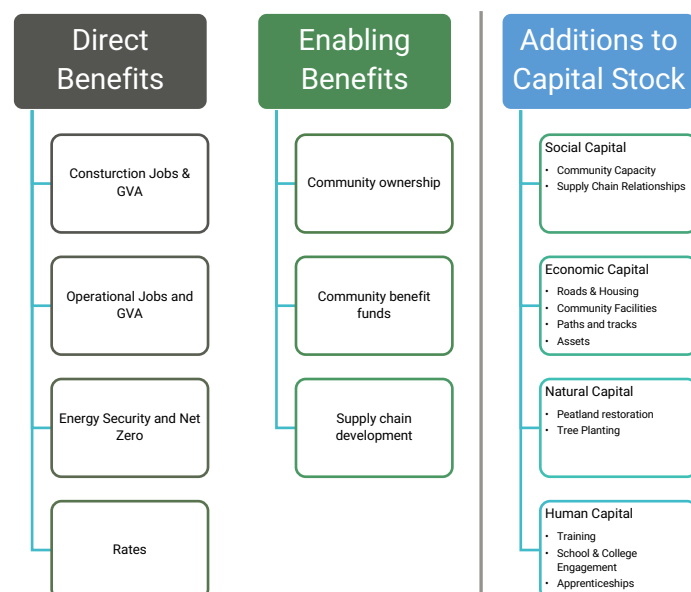 Direct
Benefits
Consturction Jobs &
GVA
Operational Jobs and
GVA
Energy Security and Net
Zero
Rates
Enabling
Benefits
Community ownership
Community benefit
funds
Supply chain
development
Additions to
Capital Stock
Social Capital
• Community Capacity
• Supply Chain Relationships
Economic Capital
• Roads & Housing
• Community Facilities
• Paths and tracks
• Assets
Natural Capital
• Peatland restoration
• Tree Planting
Human Capital
• Training
• School & College
Engagement
• Apprenticeships